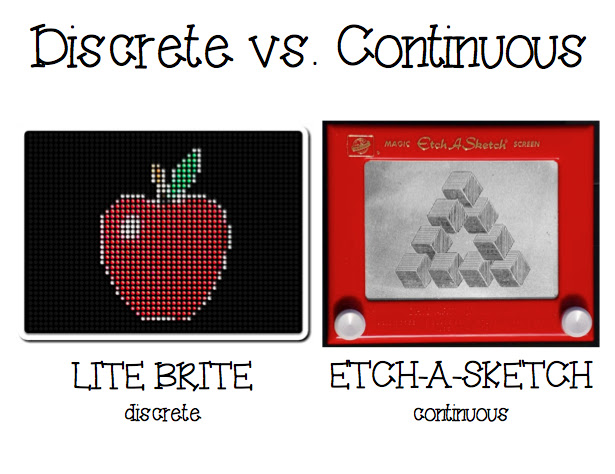 Discrete vs. Continuous
MAGIC Etch A Sketch® SCREEN
LITE BRITE
discrete
ETCH-A-SKETCH
continuous